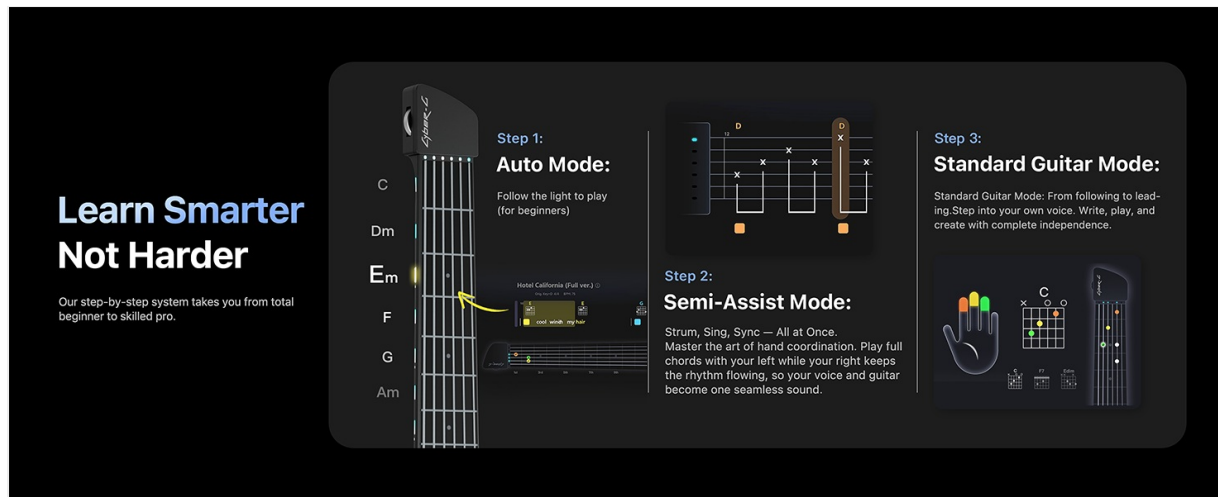 Learn Smarter
Not Harder
Our step-by-step system takes you from total
beginner to skilled pro.
C
Dm
Em
F
G
Am
Cyber-G
Step 1:
Auto Mode:
Follow the light to play
(for beginners)
Hotel California (Full ver.)
E
E
G
cool wind my hair
12
D
D
Step 2:
Semi-Assist Mode:
Strum, Sing, Sync — All at Once.
Master the art of hand coordination. Play full
chords with your left while your right keeps
the rhythm flowing, so your voice and guitar
become one seamless sound.
Step 3:
Standard Guitar Mode:
Standard Guitar Mode: From following to lead-
ing.Step into your own voice. Write, play, and
create with complete independence.
C
X O O
C F7